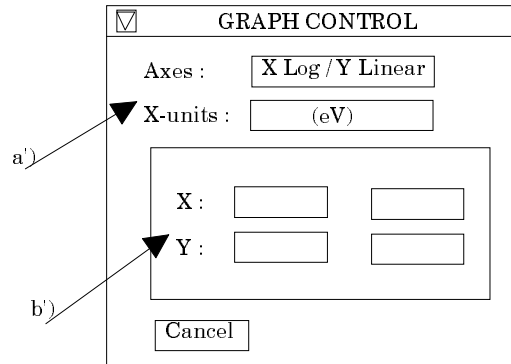 GRAPH CONTROL
Axes : X Log / Y Linear
X-units : (eV)
a')
X :
Y :
b')
Cancel